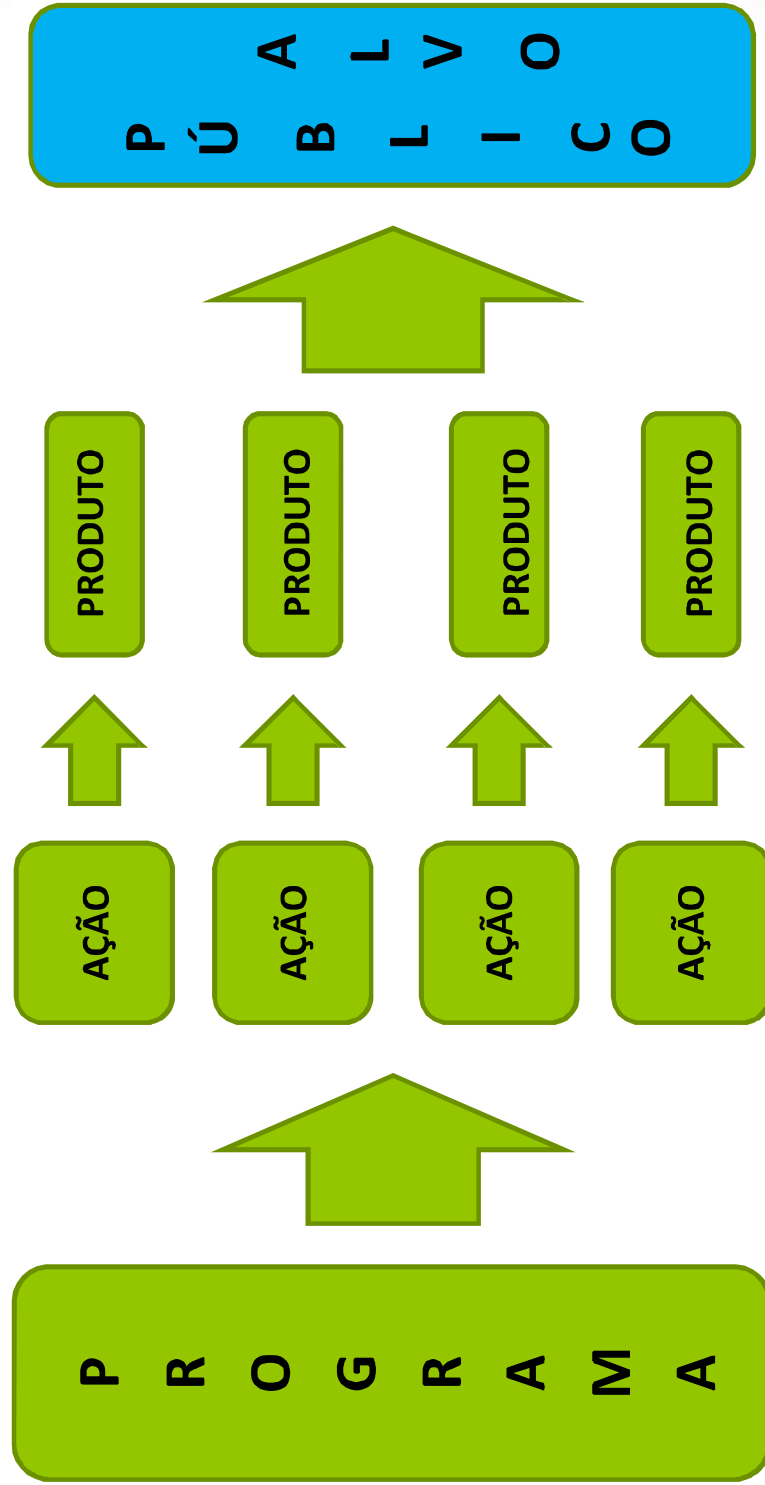 PROGRAMA
AÇÃO
AÇÃO
AÇÃO
AÇÃO
PRODUTO
PRODUTO
PRODUTO
PRODUTO
PÚBLICO
ALVO